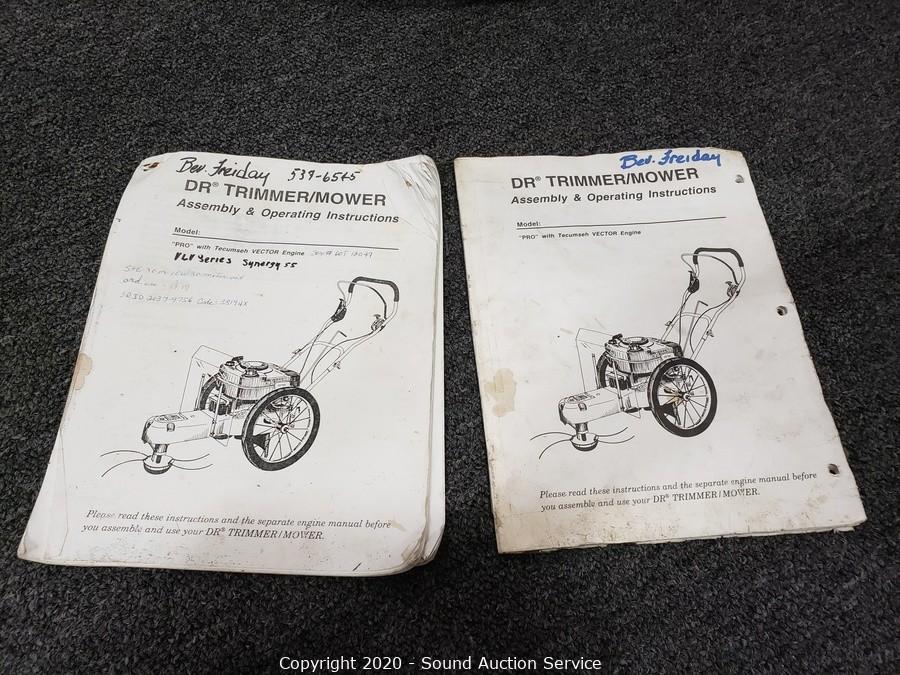 Bev. Freiday 539-6565
DR® TRIMMER/MOWER
Assembly & Operating Instructions
Model:
"PRO" with Tecumseh VECTOR Engine
VLV Series Synergy 55
Please read these instructions and the separate engine manual before
you assemble and use your DR® TRIMMER/MOWER.
Bev. Freiday
DR® TRIMMER/MOWER
Assembly & Operating Instructions
Model:
"PRO" with Tecumseh VECTOR Engine
Please read these instructions and the separate engine manual before
you assemble and use your DR® TRIMMER/MOWER.
Copyright 2020 - Sound Auction Service